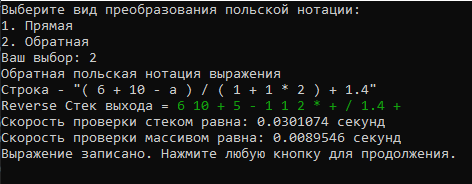 Выберите вид преобразования польской нотации:
1. Прямая
2. Обратная
Ваш выбор: 2
Обратная польская нотация выражения
Строка - "( 6 + 10 - a ) / ( 1 + 1 * 2 ) + 1.4"
Reverse Стек выхода = 6 10 + 5 - 1 1 2 * + / 1.4 +
Скорость проверки стеком равна: 0.0301074 секунд
Скорость проверки массивом равна: 0.0089546 секунд
Выражение записано. Нажмите любую кнопку для продолжения.